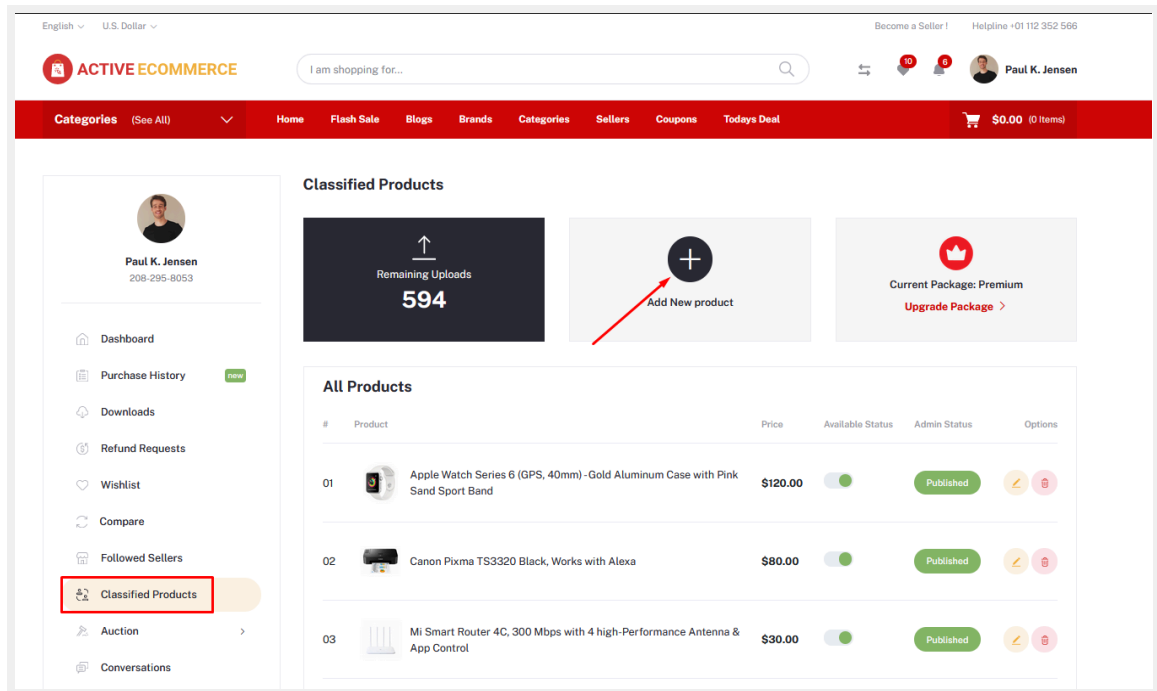 English U.S. Dollar Become a Seller ! Helpline +01 112 352 566
ACTIVE ECOMMERCE I am shopping for... 10 6 Paul K. Jensen
Categories (See All) Home Flash Sale Blogs Brands Categories Sellers Coupons Todays Deal $0.00 (0 Items)
Classified Products
Paul K. Jensen
208-295-8053
Remaining Uploads
594
Add New product
Current Package: Premium
Upgrade Package
Dashboard
Purchase History new
Downloads
Refund Requests
Wishlist
Compare
Followed Sellers
Classified Products
Auction
Conversations
All Products
# Product Price Available Status Admin Status Options
01 Apple Watch Series 6 (GPS, 40mm) - Gold Aluminum Case with Pink
Sand Sport Band $120.00 Published
02 Canon Pixma TS3320 Black, Works with Alexa $80.00 Published
03 Mi Smart Router 4C, 300 Mbps with 4 high-Performance Antenna &
App Control $30.00 Published